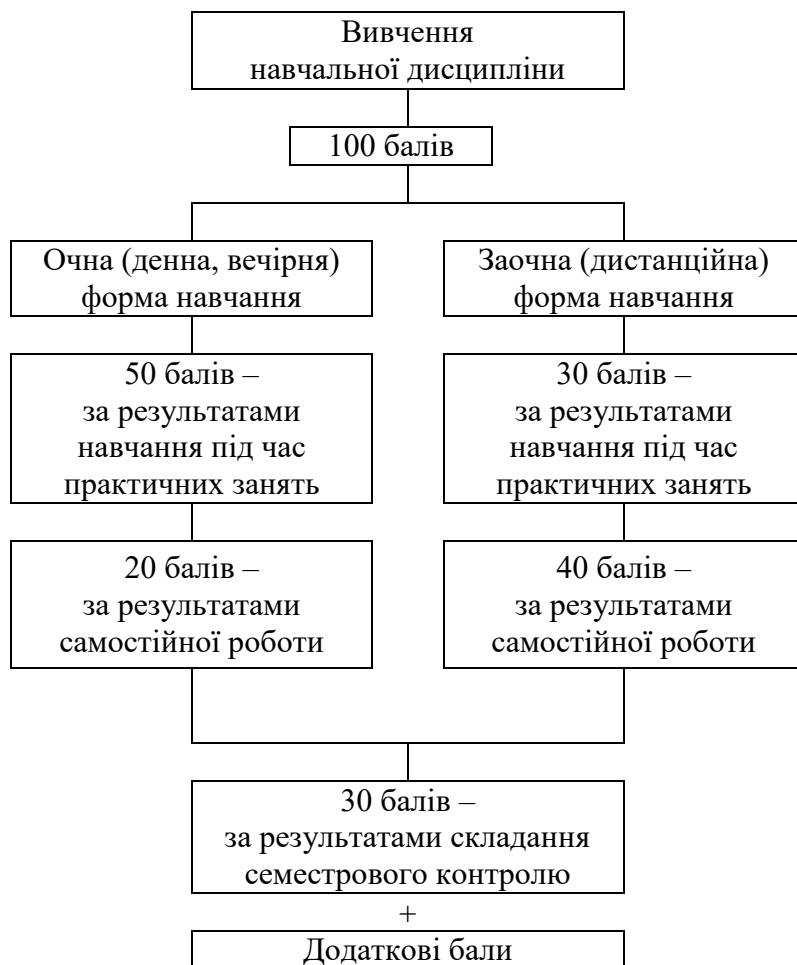 Вивчення
навчальної дисципліни
100 балів
Очна (денна, вечірня)
форма навчання
Заочна (дистанційна)
форма навчання
50 балів –
за результатами
навчання під час
практичних занять
30 балів –
за результатами
навчання під час
практичних занять
20 балів –
за результатами
самостійної роботи
40 балів –
за результатами
самостійної роботи
30 балів –
за результатами складання
семестрового контролю
+
Додаткові бали